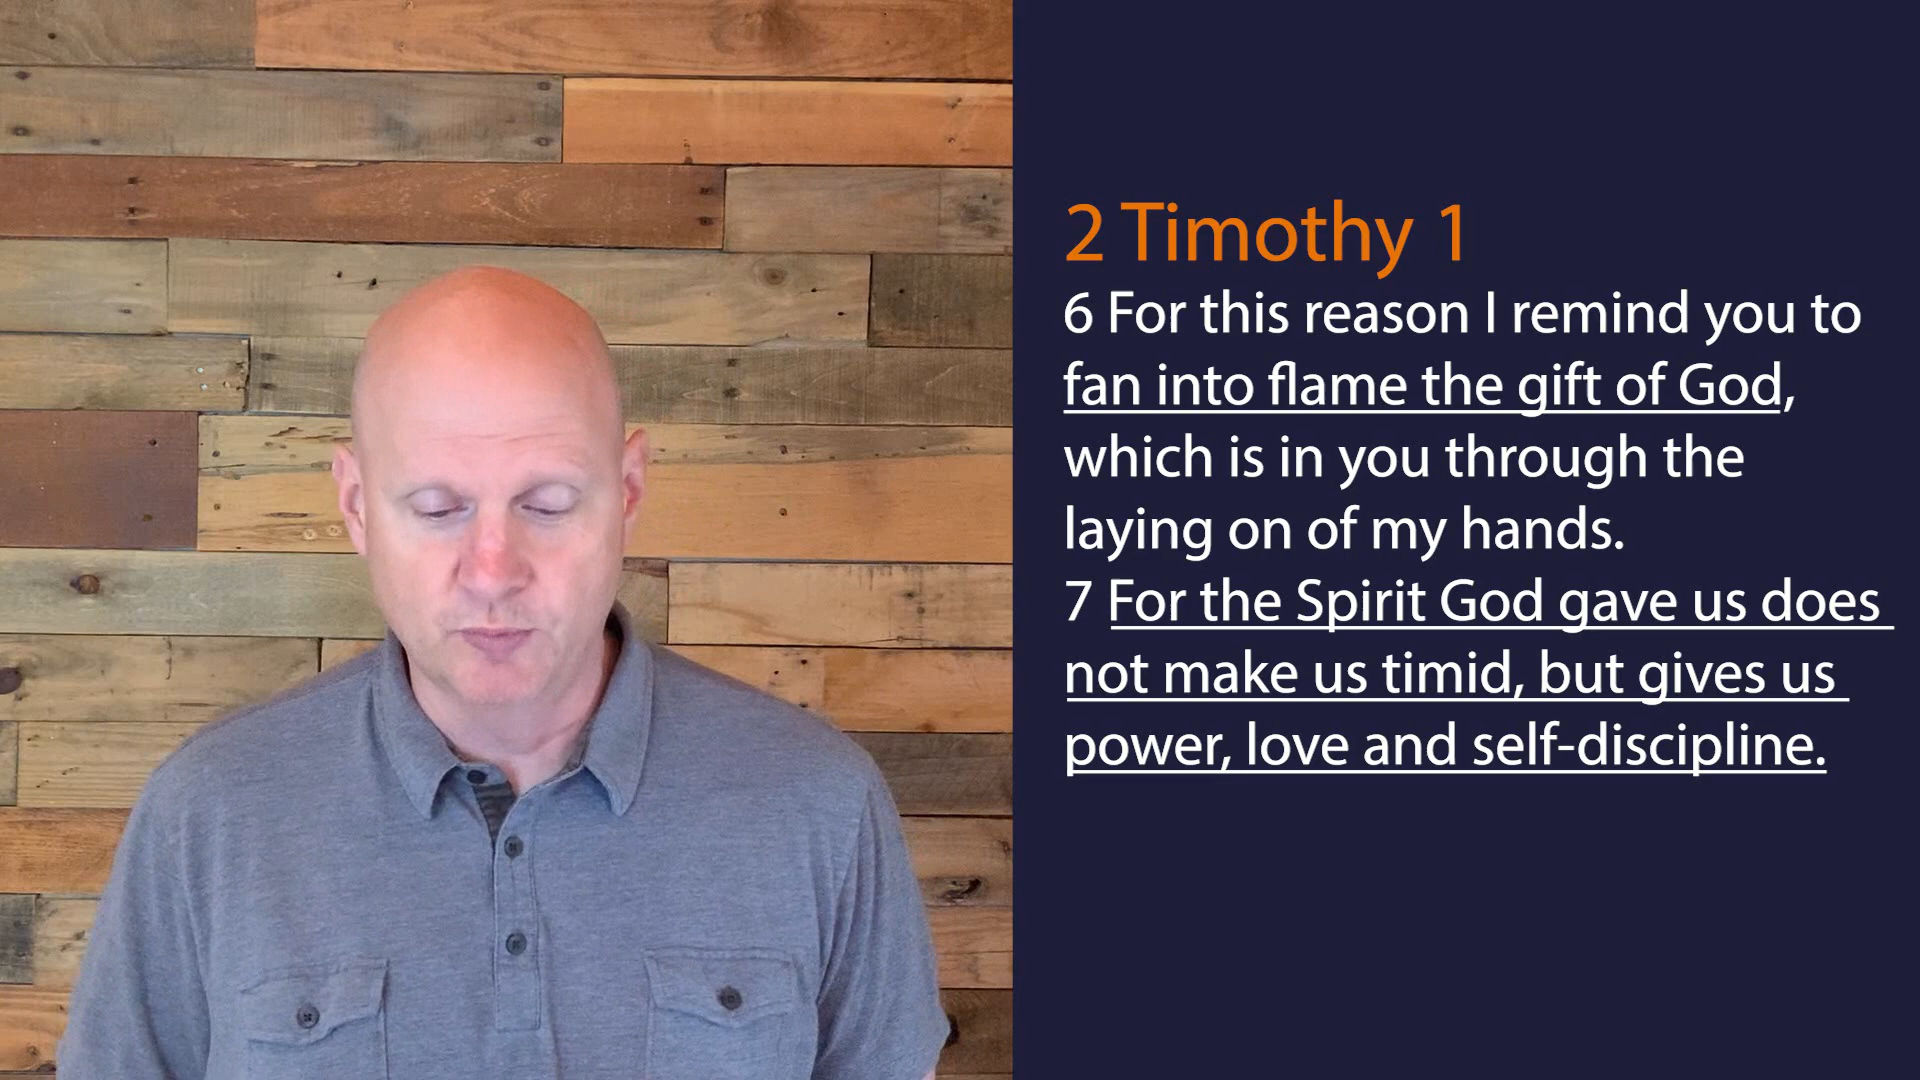 2 Timothy 1
6 For this reason I remind you to
fan into flame the gift of God,
which is in you through the
laying on of my hands.
7 For the Spirit God gave us does
not make us timid, but gives us
power, love and self-discipline.